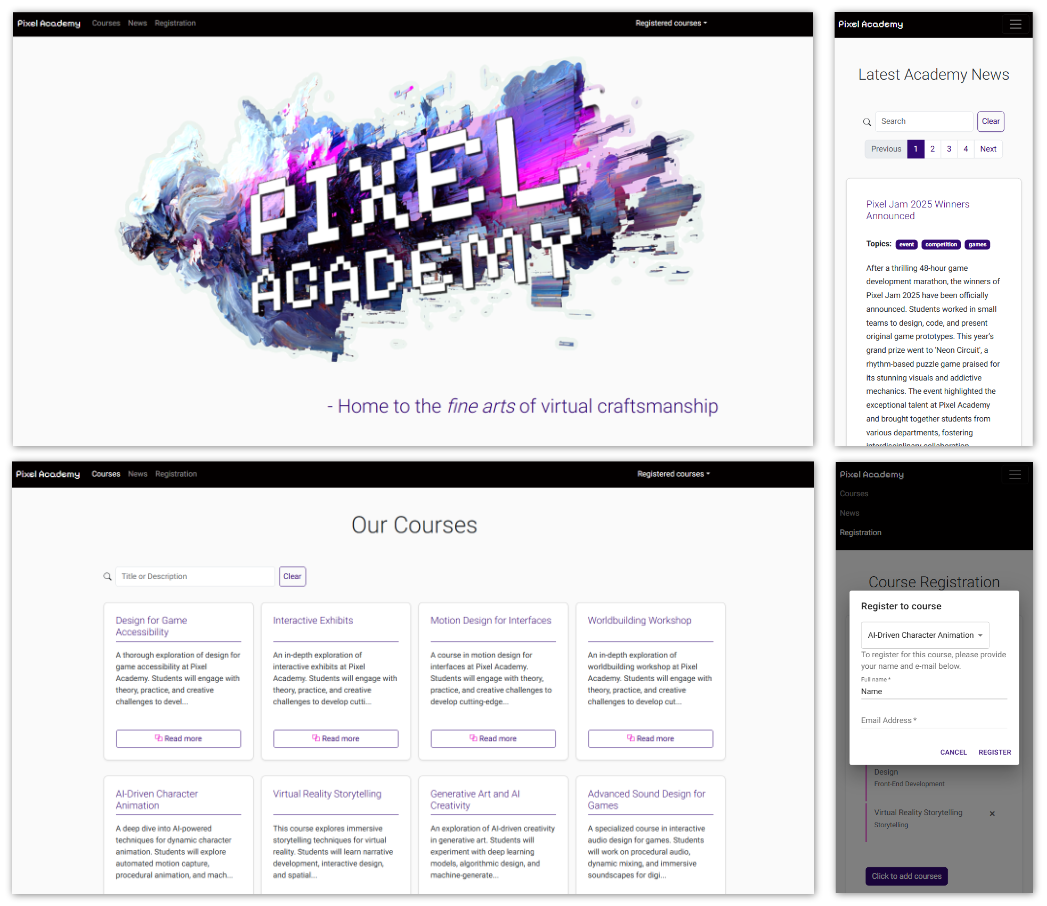 Pixel Academy Courses News Registration Registered courses
PIXEL
ACADEMY
- Home to the fine arts of virtual craftsmanship
Pixel Academy
Latest Academy News
Search Clear
Previous 1 2 3 4 Next
Pixel Jam 2025 Winners
Announced
Topics: event competition games
After a thrilling 48-hour game
development marathon, the winners of
Pixel Jam 2025 have been officially
announced. Students worked in small
teams to design, code, and present
original game prototypes. This year's
grand prize went to 'Neon Circuit', a
rhythm-based puzzle game praised for
its stunning visuals and addictive
mechanics. The event highlighted the
exceptional talent at Pixel Academy
and brought together students from
various departments, fostering
interdisciplinary collaboration
Pixel Academy Courses News Registration Registered courses
Our Courses
Title or Description Clear
Design for Game
Accessibility
A thorough exploration of design for
game accessibility at Pixel
Academy. Students will engage with
theory, practice, and creative
challenges to devel...
Read more
Interactive Exhibits
An in-depth exploration of
interactive exhibits at Pixel
Academy. Students will engage with
theory, practice, and creative
challenges to develop cutti...
Read more
Motion Design for Interfaces
A course in motion design for
interfaces at Pixel Academy.
Students will engage with theory,
practice, and creative challenges to
develop cutting-edge...
Read more
Worldbuilding Workshop
An in-depth exploration of
worldbuilding workshop at Pixel
Academy. Students will engage with
theory, practice, and creative
challenges to develop cut...
Read more
AI-Driven Character
Animation
A deep dive into AI-powered
techniques for dynamic character
animation. Students will explore
automated motion capture,
procedural animation, and mach...
Virtual Reality Storytelling
This course explores immersive
storytelling techniques for virtual
reality. Students will learn narrative
development, interactive design,
and spatial...
Generative Art and AI
Creativity
An exploration of AI-driven creativity
in generative art. Students will
experiment with deep learning
models, algorithmic design, and
machine-generate...
Advanced Sound Design for
Games
A specialized course in interactive
audio design for games. Students
will work on procedural audio,
dynamic mixing, and immersive
soundscapes for digi...
Pixel Academy
Courses
News
Registration
Course Registration
Register to course
AI-Driven Character Animation
To register for this course, please provide
your name and e-mail below.
Full name *
Name
Email Address *
CANCEL REGISTER
Design
Front-End Development
Virtual Reality Storytelling
Storytelling
Click to add courses